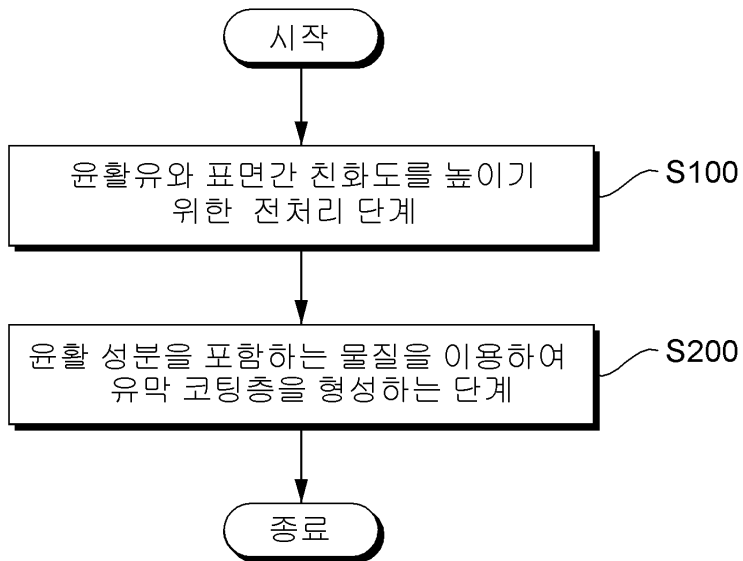 시작
윤활유와 표면간 친화도를 높이기
위한 전처리 단계
S100
윤활 성분을 포함하는 물질을 이용하여
유막 코팅층을 형성하는 단계
S200
종료